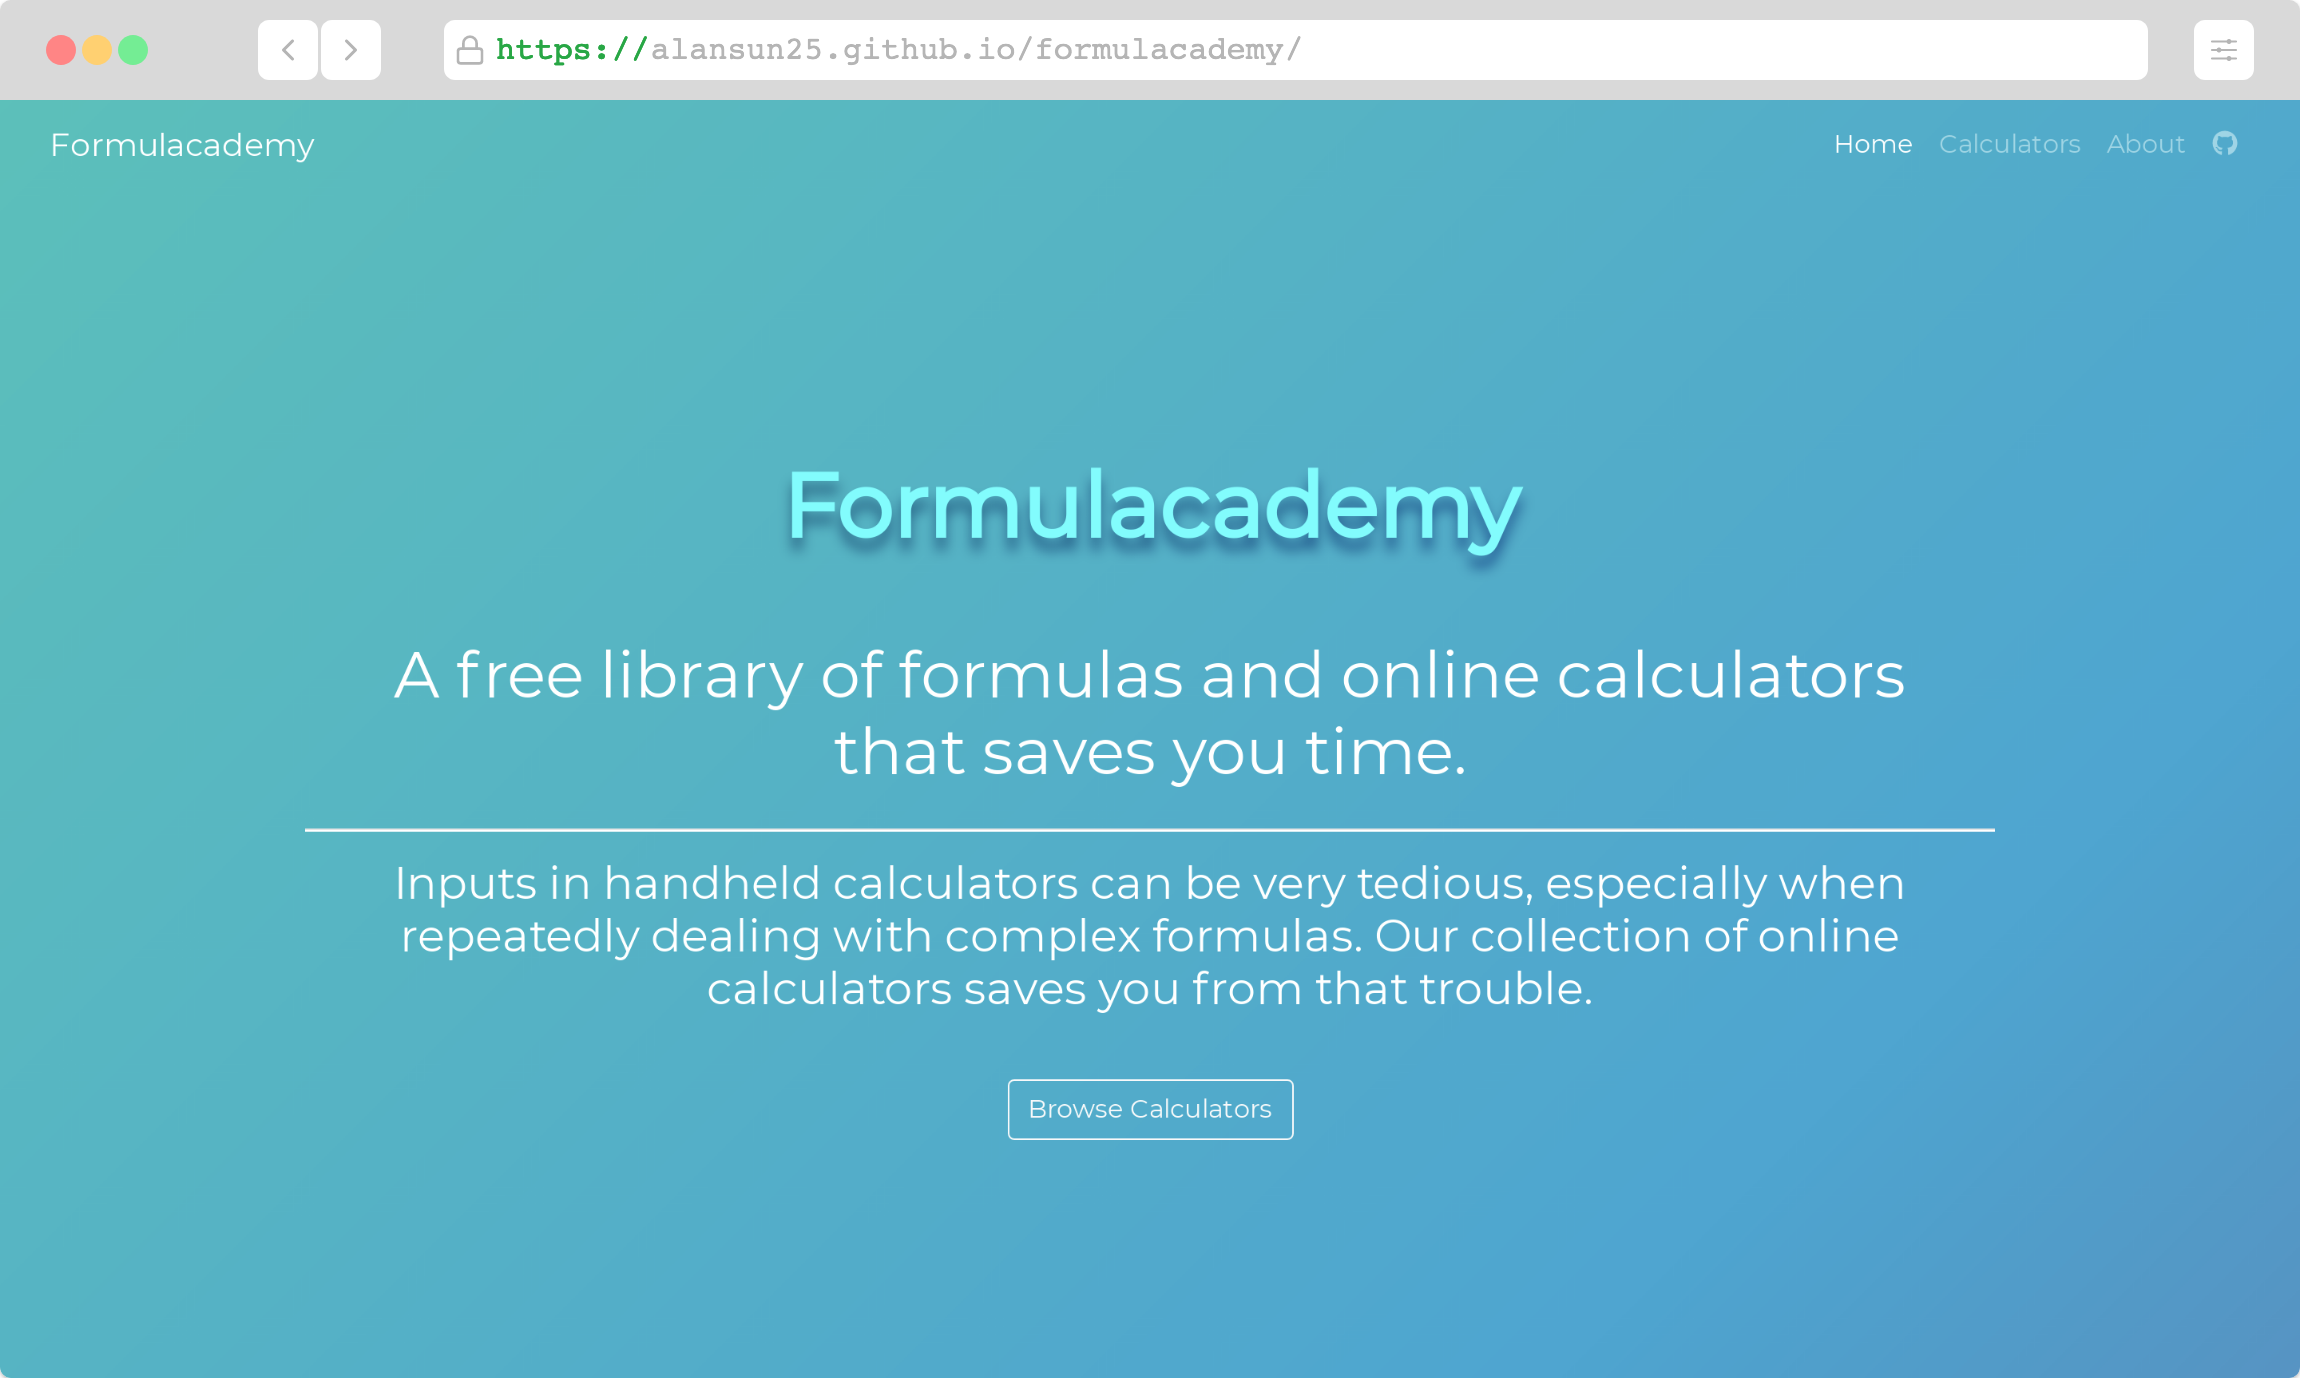 https://alansun25.github.io/formulacademy/
Formulacademy
Home Calculators About
Formulacademy
A free library of formulas and online calculators
that saves you time.
Inputs in handheld calculators can be very tedious, especially when
repeatedly dealing with complex formulas. Our collection of online
calculators saves you from that trouble.
Browse Calculators